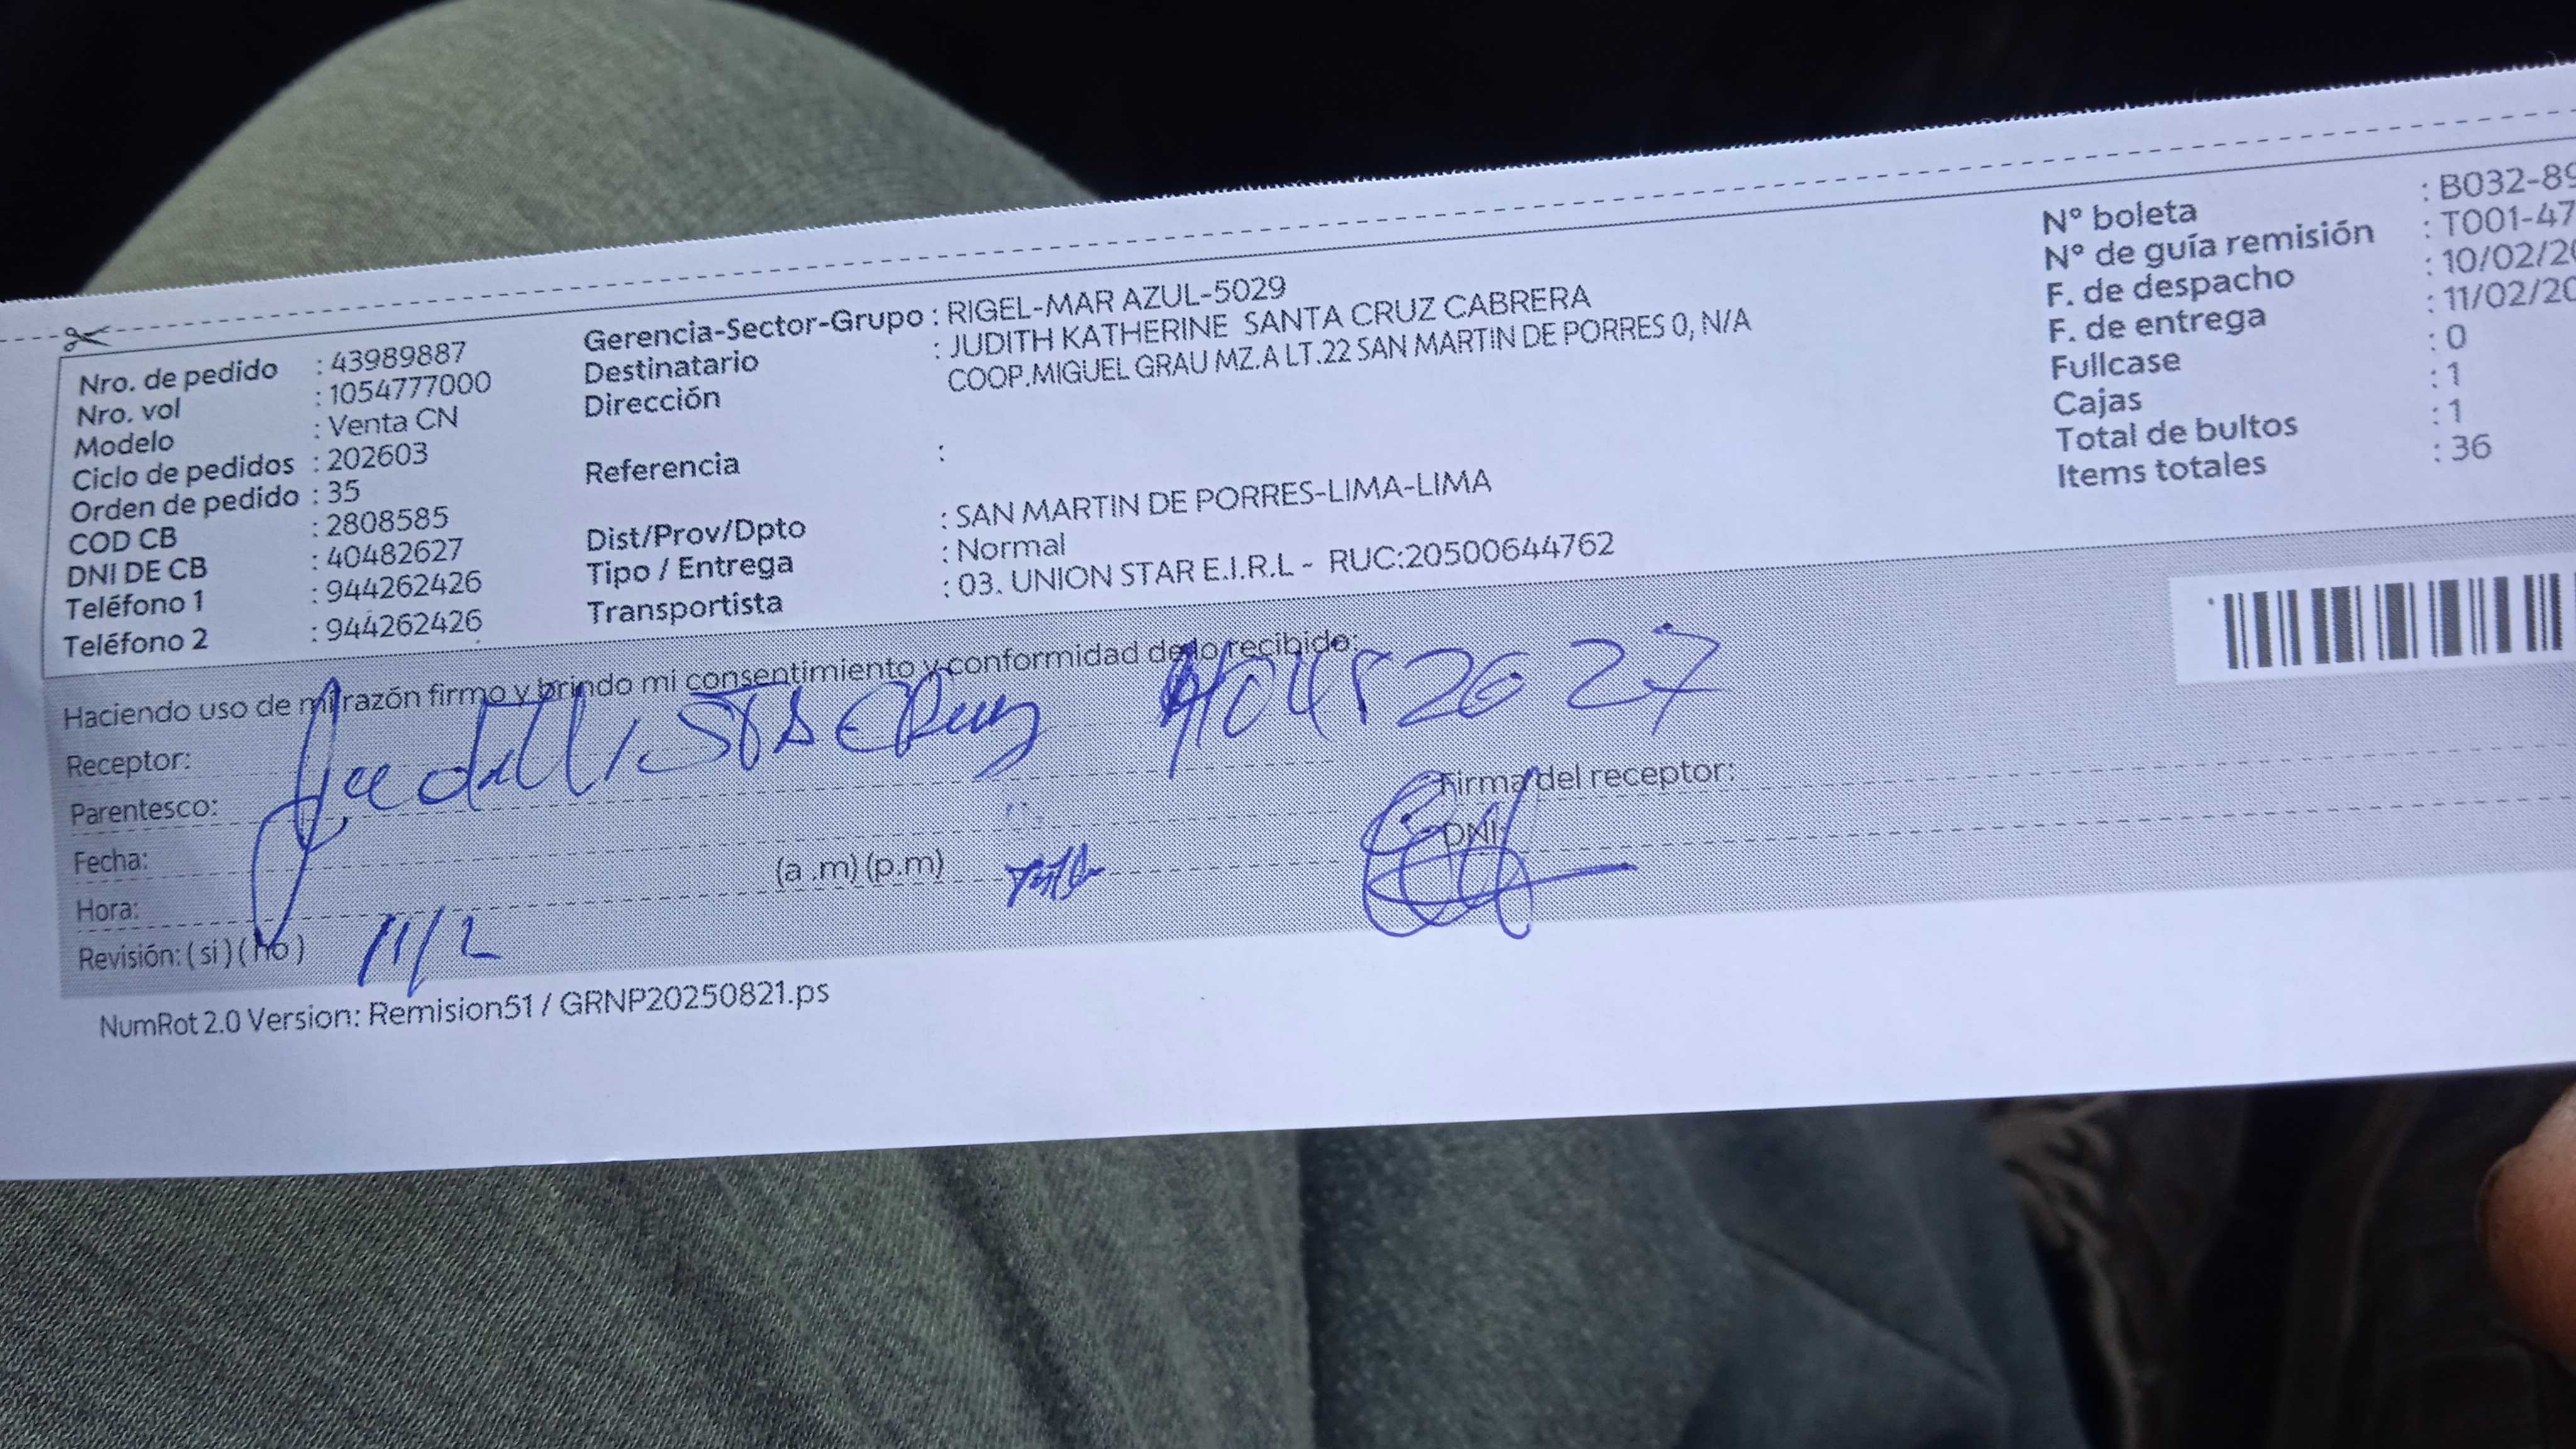 Nro. de pedido : 43989887
Nro. vol : 1054777000
Modelo : Venta CN
Ciclo de pedidos : 202603
Orden de pedido : 35
COD CB : 2808585
DNI DE CB : 40482627
Teléfono 1 : 944262426
Teléfono 2 : 944262426
Gerencia-Sector-Grupo : RIGEL-MAR AZUL-5029
Destinatario : JUDITH KATHERINE SANTA CRUZ CABRERA
Dirección COOP.MIGUEL GRAU MZ.A LT.22 SAN MARTIN DE PORRES 0, N/A
Referencia :
Dist/Prov/Dpto : SAN MARTIN DE PORRES-LIMA-LIMA
Tipo / Entrega : Normal
Transportista : 03. UNION STAR E.I.R.L - RUC:20500644762
Nº boleta : B032-89
Nº de guía remisión : T001-47
F. de despacho : 10/02/20
F. de entrega : 11/02/20
Fullcase : 0
Cajas : 1
Total de bultos : 1
Items totales : 36
Haciendo uso de mi razón firmo y brindo mi consentimiento y conformidad de lo recibido:
Receptor: 40482627
Parentesco: Firma del receptor:
Fecha: DNI:
Hora: (a .m) (p.m)
Revisión: ( si ) ( no ) 11/2
NumRot 2.0 Version: Remision51 / GRNP20250821.ps